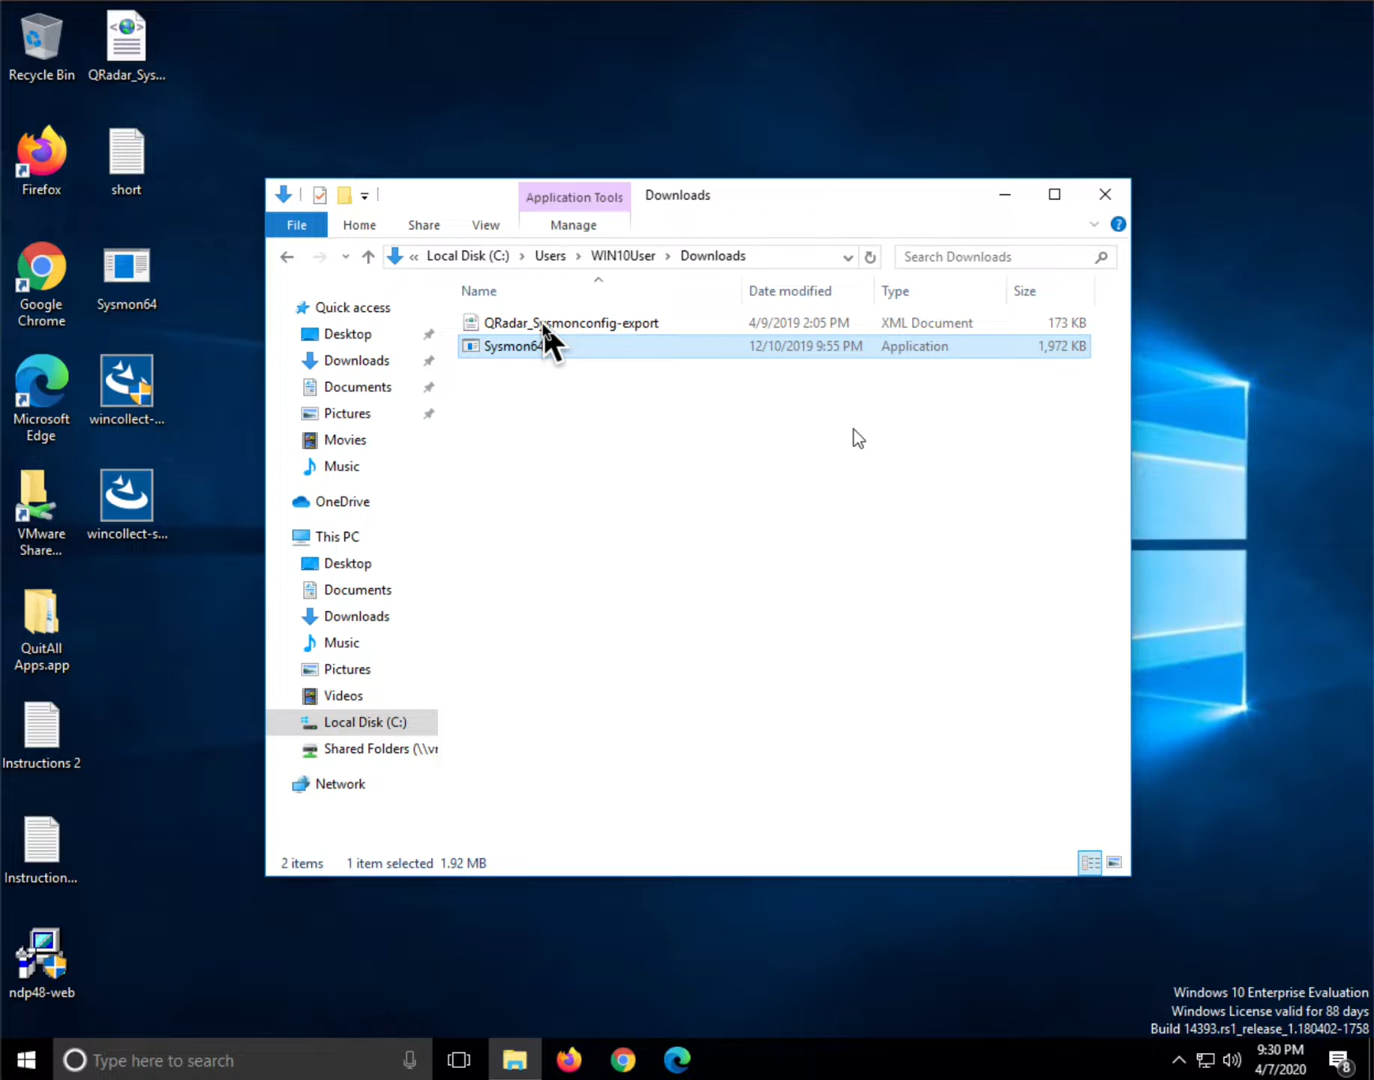 Recycle Bin
QRadar_Sys...
Firefox
short
Google
Chrome
Sysmon64
Microsoft
Edge
wincollect-...
VMware
Share...
wincollect-s...
QuitAll
Apps.app
Instructions 2
Instruction...
ndp48-web
Application Tools
Downloads
File
Home
Share
View
Manage
« Local Disk (C:) > Users > WIN10User > Downloads
Search Downloads
Name
Date modified
Type
Size
QRadar_Sysmonconfig-export
4/9/2019 2:05 PM
XML Document
173 KB
Sysmon64
12/10/2019 9:55 PM
Application
1,972 KB
Quick access
Desktop
Downloads
Documents
Pictures
Movies
Music
OneDrive
This PC
Desktop
Documents
Downloads
Music
Pictures
Videos
Local Disk (C:)
Shared Folders (\\vr
Network
2 items
1 item selected 1.92 MB
Windows 10 Enterprise Evaluation
Windows License valid for 88 days
Build 14393.rs1_release_1.180402-1758
Type here to search
9:30 PM
4/7/2020
8